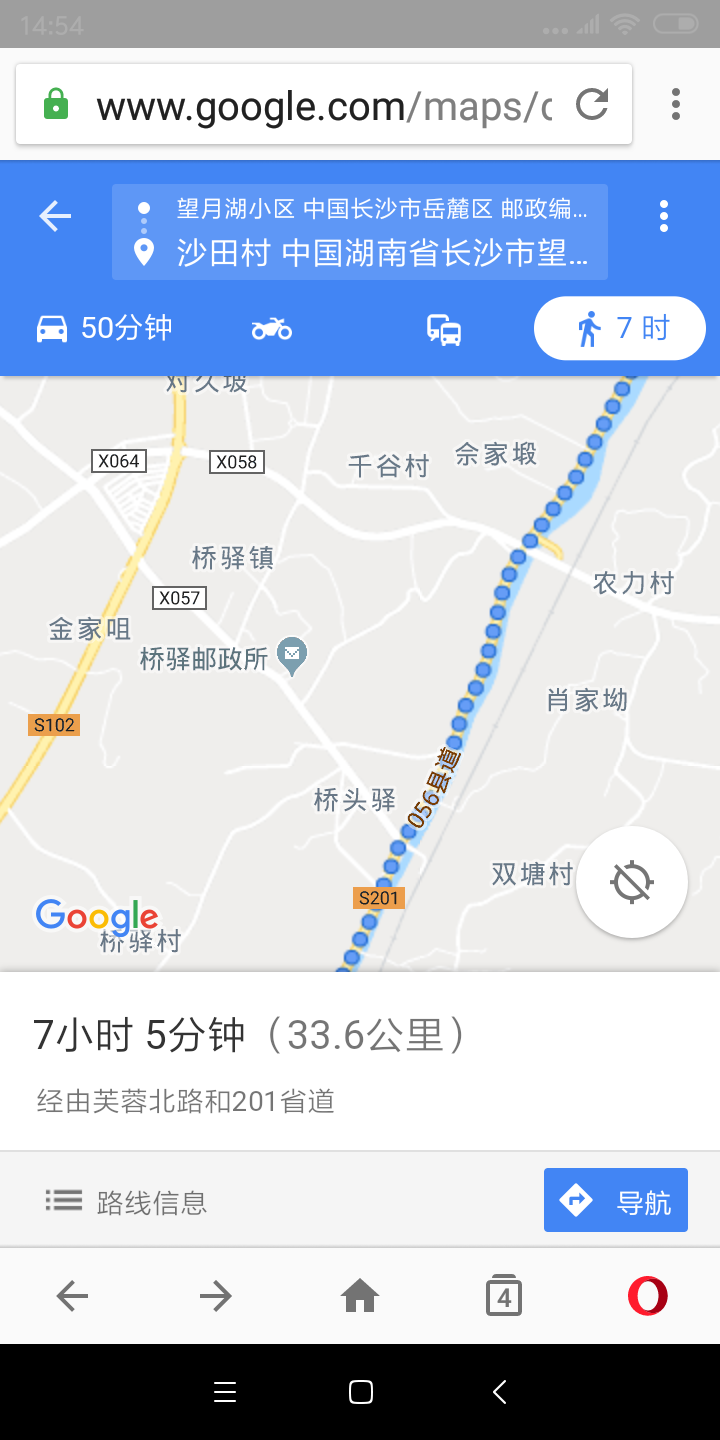 14:54
www.google.com/maps/d
望月湖小区 中国长沙市岳麓区 邮政编...
沙田村 中国湖南省长沙市望...
50分钟
7 时
对久坡
X064
X058
千谷村
佘家塅
桥驿镇
X057
农力村
金家咀
桥驿邮政所
肖家坳
S102
056县道
桥头驿
双塘村
S201
Google
桥驿村
7小时 5分钟（33.6公里）
经由芙蓉北路和201省道
路线信息
导航
4